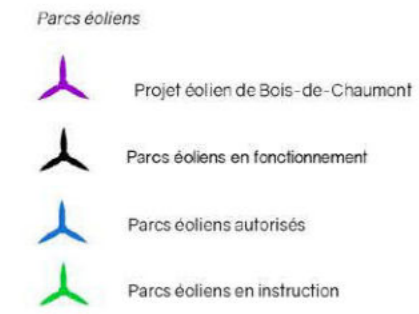 Parcs éoliens
Projet éolien de Bois-de-Chaumont
Parcs éoliens en fonctionnement
Parcs éoliens autorisés
Parcs éoliens en instruction